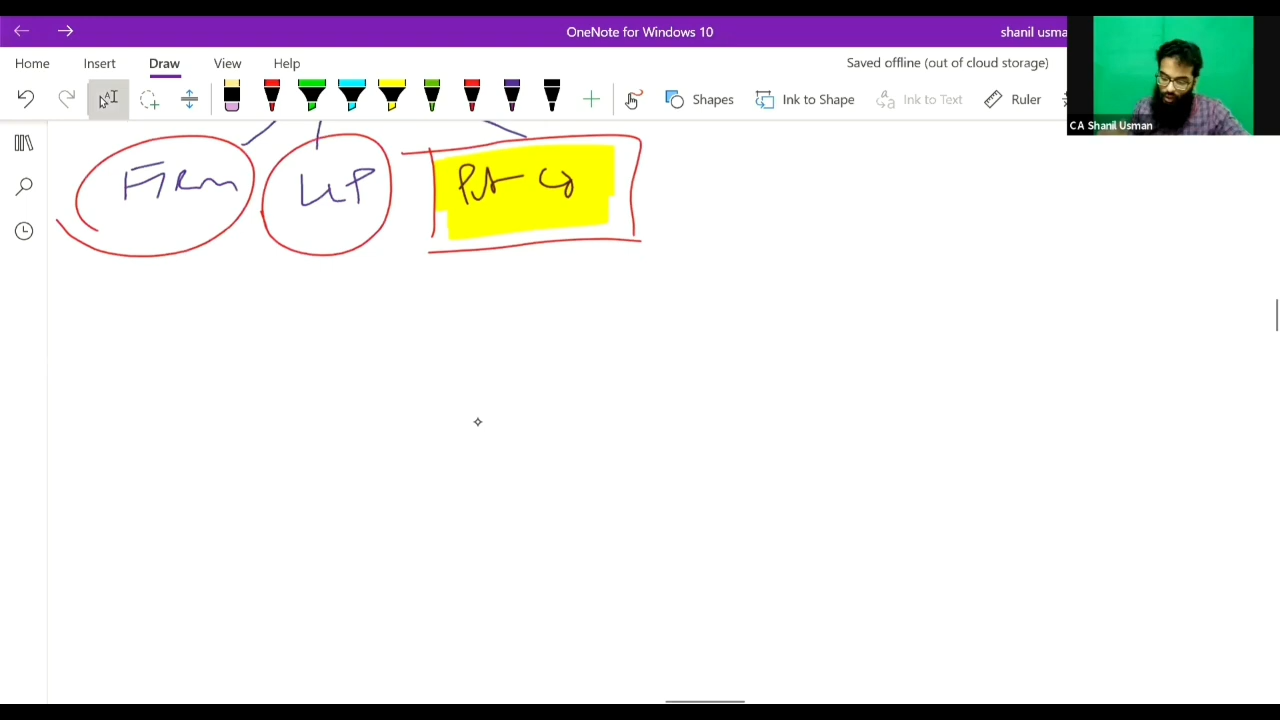 OneNote for Windows 10
shanil usma
Home Insert Draw View Help
Saved offline (out of cloud storage)
Shapes Ink to Shape Ink to Text Ruler
CA Shanil Usman
Firm LLP Pvt Co